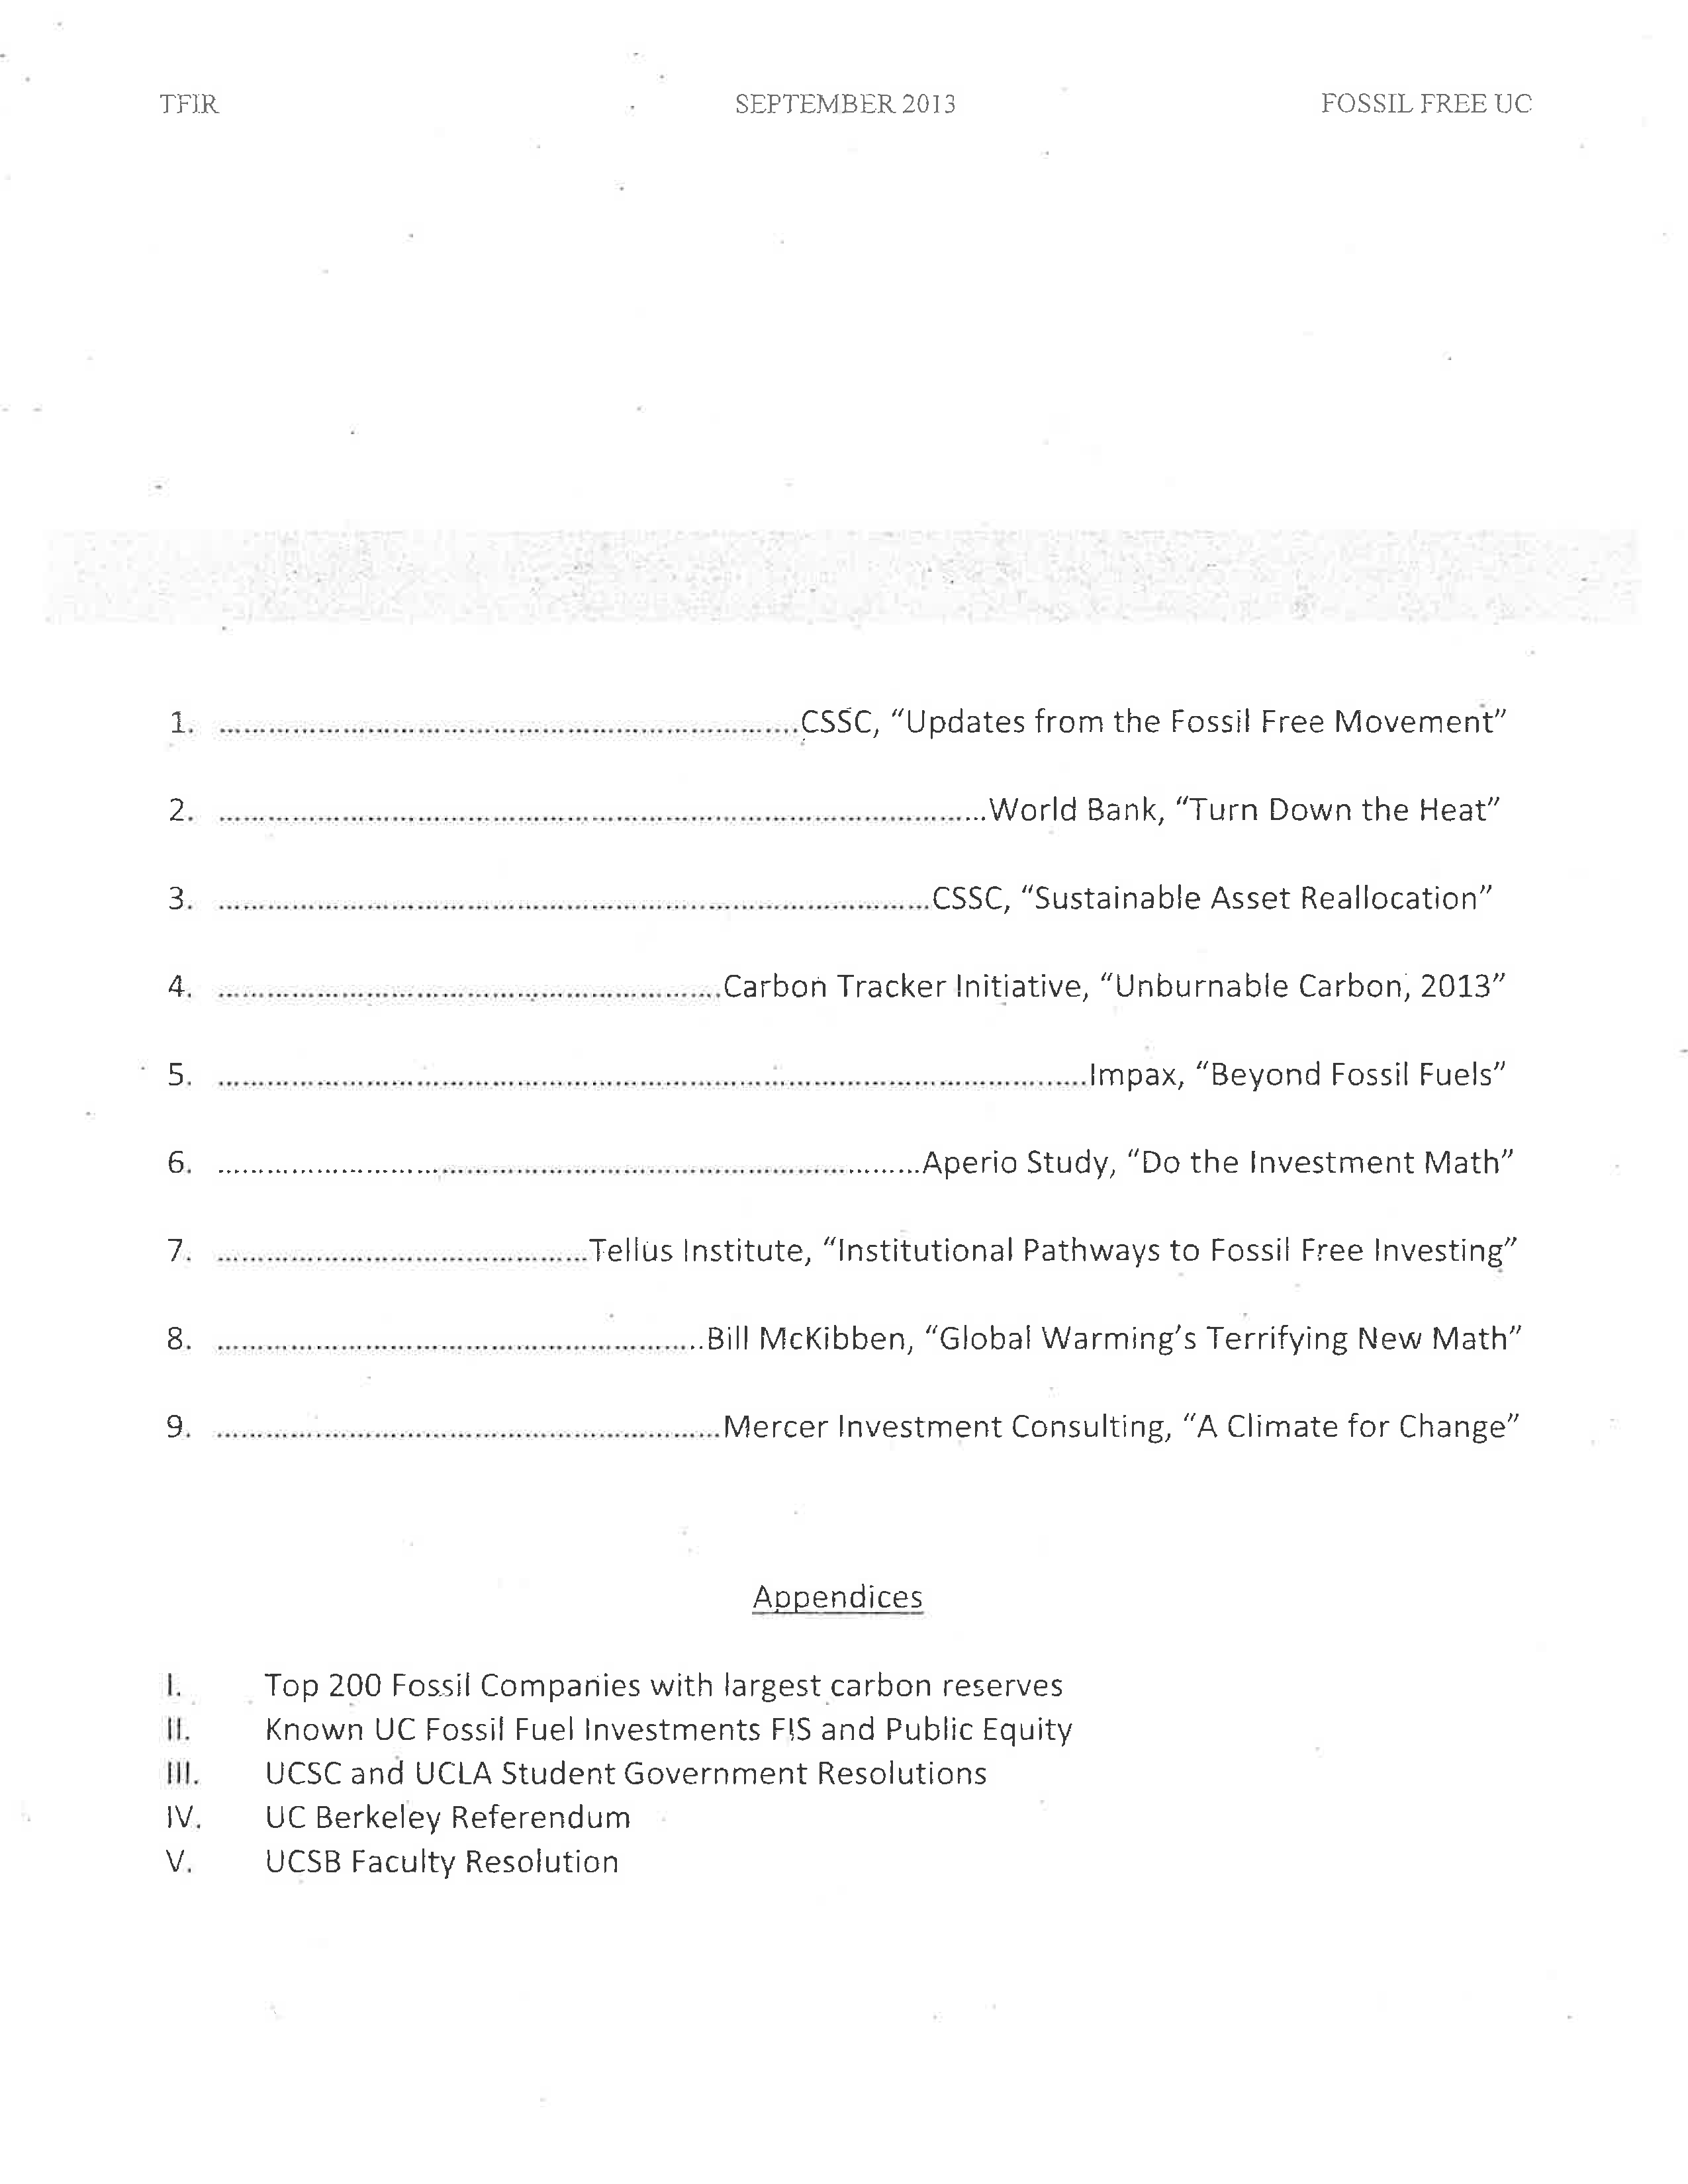 TFIR SEPTEMBER 2013 FOSSIL FREE UC
1. ....................................................................CSSC, “Updates from the Fossil Free Movement”
2. ..........................................................................................World Bank, “Turn Down the Heat”
3. ...................................................................................CSSC, “Sustainable Asset Reallocation”
4. ...........................................................Carbon Tracker Initiative, “Unburnable Carbon, 2013”
5. ......................................................................................................Impax, “Beyond Fossil Fuels”
6. ..................................................................................Aperio Study, “Do the Investment Math”
7. ...........................................Tellus Institute, “Institutional Pathways to Fossil Free Investing”
8. .........................................................Bill McKibben, “Global Warming’s Terrifying New Math”
9. ...........................................................Mercer Investment Consulting, “A Climate for Change”
Appendices
I. Top 200 Fossil Companies with largest carbon reserves
II. Known UC Fossil Fuel Investments FIS and Public Equity
III. UCSC and UCLA Student Government Resolutions
IV. UC Berkeley Referendum
V. UCSB Faculty Resolution